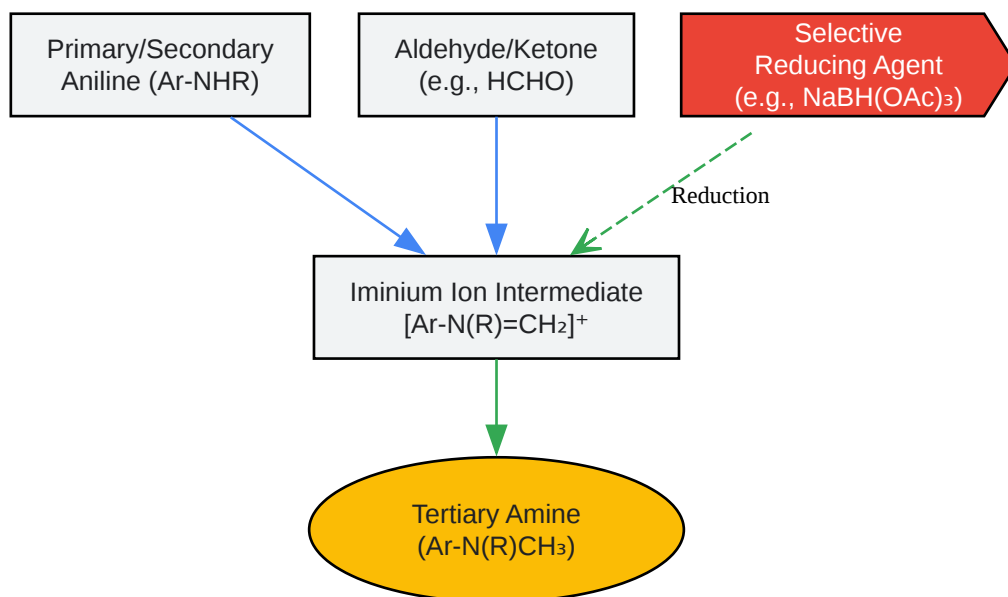 Primary/Secondary
Aniline (Ar-NHR)
Aldehyde/Ketone
(e.g., HCHO)
Selective
Reducing Agent
(e.g., NaBH(OAc)₃)
Reduction
Iminium Ion Intermediate
[Ar-N(R)=CH₂]⁺
Tertiary Amine
(Ar-N(R)CH₃)